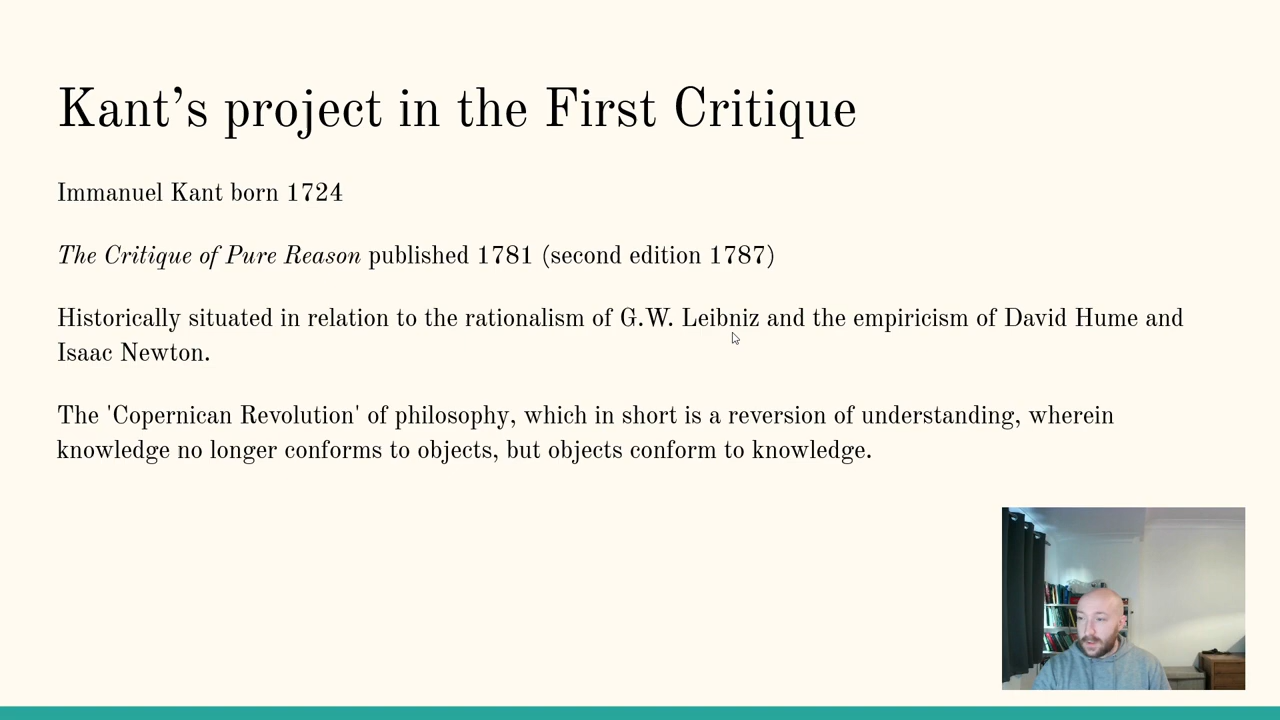 Kant’s project in the First Critique
Immanuel Kant born 1724
The Critique of Pure Reason published 1781 (second edition 1787)
Historically situated in relation to the rationalism of G.W. Leibniz and the empiricism of David Hume and
Isaac Newton.
The 'Copernican Revolution' of philosophy, which in short is a reversion of understanding, wherein
knowledge no longer conforms to objects, but objects conform to knowledge.